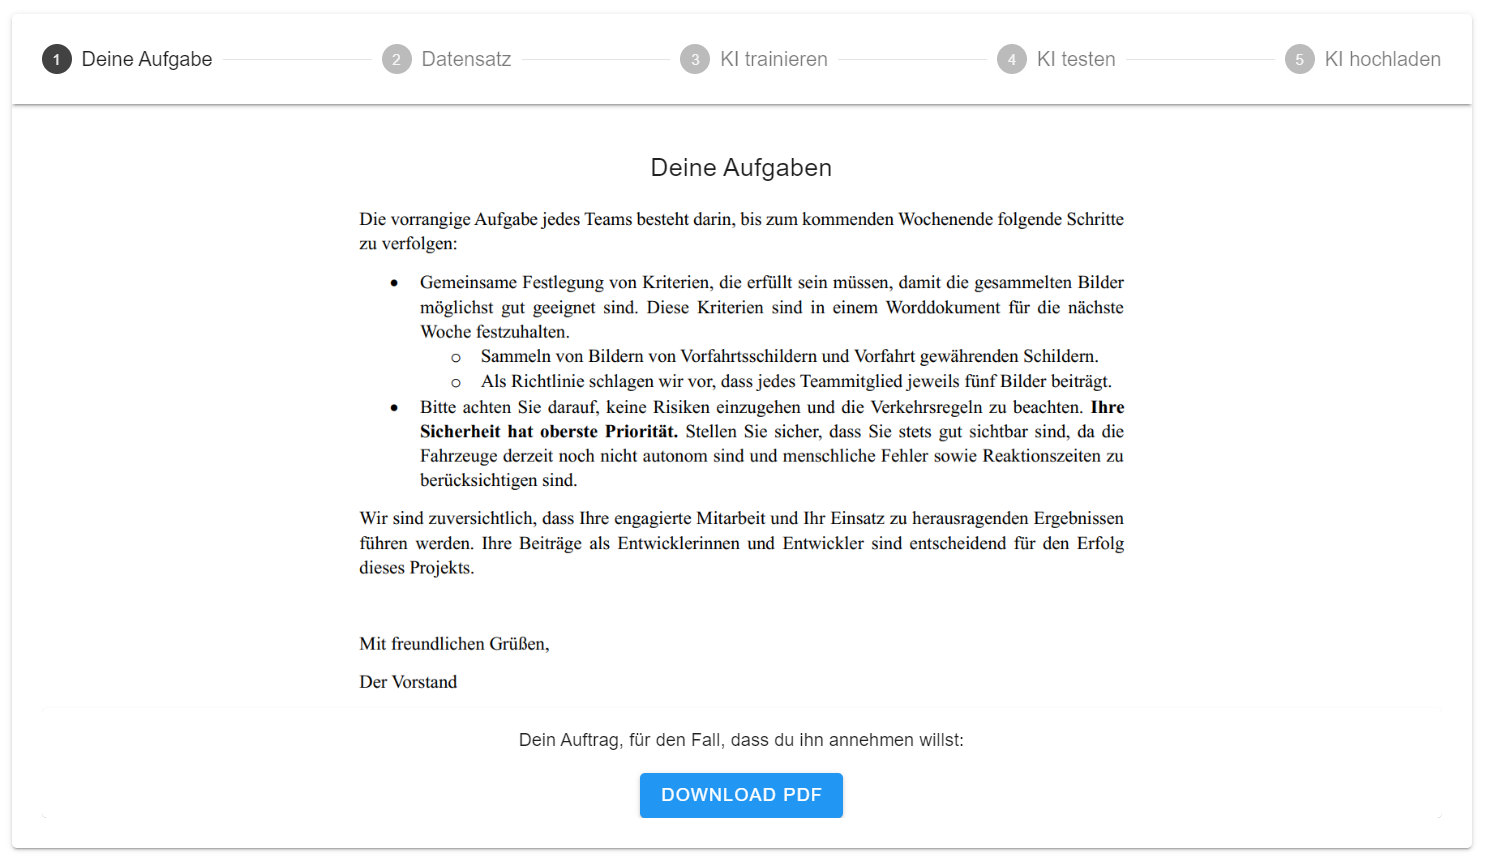 1 Deine Aufgabe
2 Datensatz
3 KI trainieren
4 KI testen
5 KI hochladen
Deine Aufgaben
Die vorrangige Aufgabe jedes Teams besteht darin, bis zum kommenden Wochenende folgende Schritte
zu verfolgen:
• Gemeinsame Festlegung von Kriterien, die erfüllt sein müssen, damit die gesammelten Bilder
möglichst gut geeignet sind. Diese Kriterien sind in einem Worddokument für die nächste
Woche festzuhalten.
o Sammeln von Bildern von Vorfahrtsschildern und Vorfahrt gewährenden Schildern.
o Als Richtlinie schlagen wir vor, dass jedes Teammitglied jeweils fünf Bilder beiträgt.
• Bitte achten Sie darauf, keine Risiken einzugehen und die Verkehrsregeln zu beachten. Ihre
Sicherheit hat oberste Priorität. Stellen Sie sicher, dass Sie stets gut sichtbar sind, da die
Fahrzeuge derzeit noch nicht autonom sind und menschliche Fehler sowie Reaktionszeiten zu
berücksichtigen sind.
Wir sind zuversichtlich, dass Ihre engagierte Mitarbeit und Ihr Einsatz zu herausragenden Ergebnissen
führen werden. Ihre Beiträge als Entwicklerinnen und Entwickler sind entscheidend für den Erfolg
dieses Projekts.
Mit freundlichen Grüßen,
Der Vorstand
Dein Auftrag, für den Fall, dass du ihn annehmen willst:
DOWNLOAD PDF